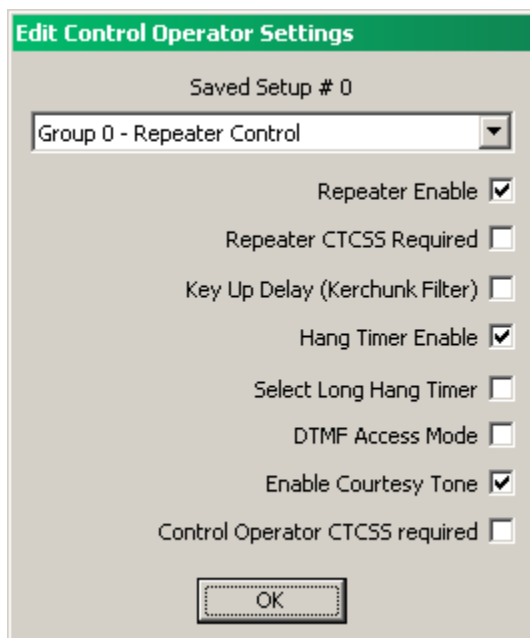 Edit Control Operator Settings
Saved Setup # 0
Group 0 - Repeater Control
Repeater Enable
Repeater CTCSS Required
Key Up Delay (Kerchunk Filter)
Hang Timer Enable
Select Long Hang Timer
DTMF Access Mode
Enable Courtesy Tone
Control Operator CTCSS required
OK